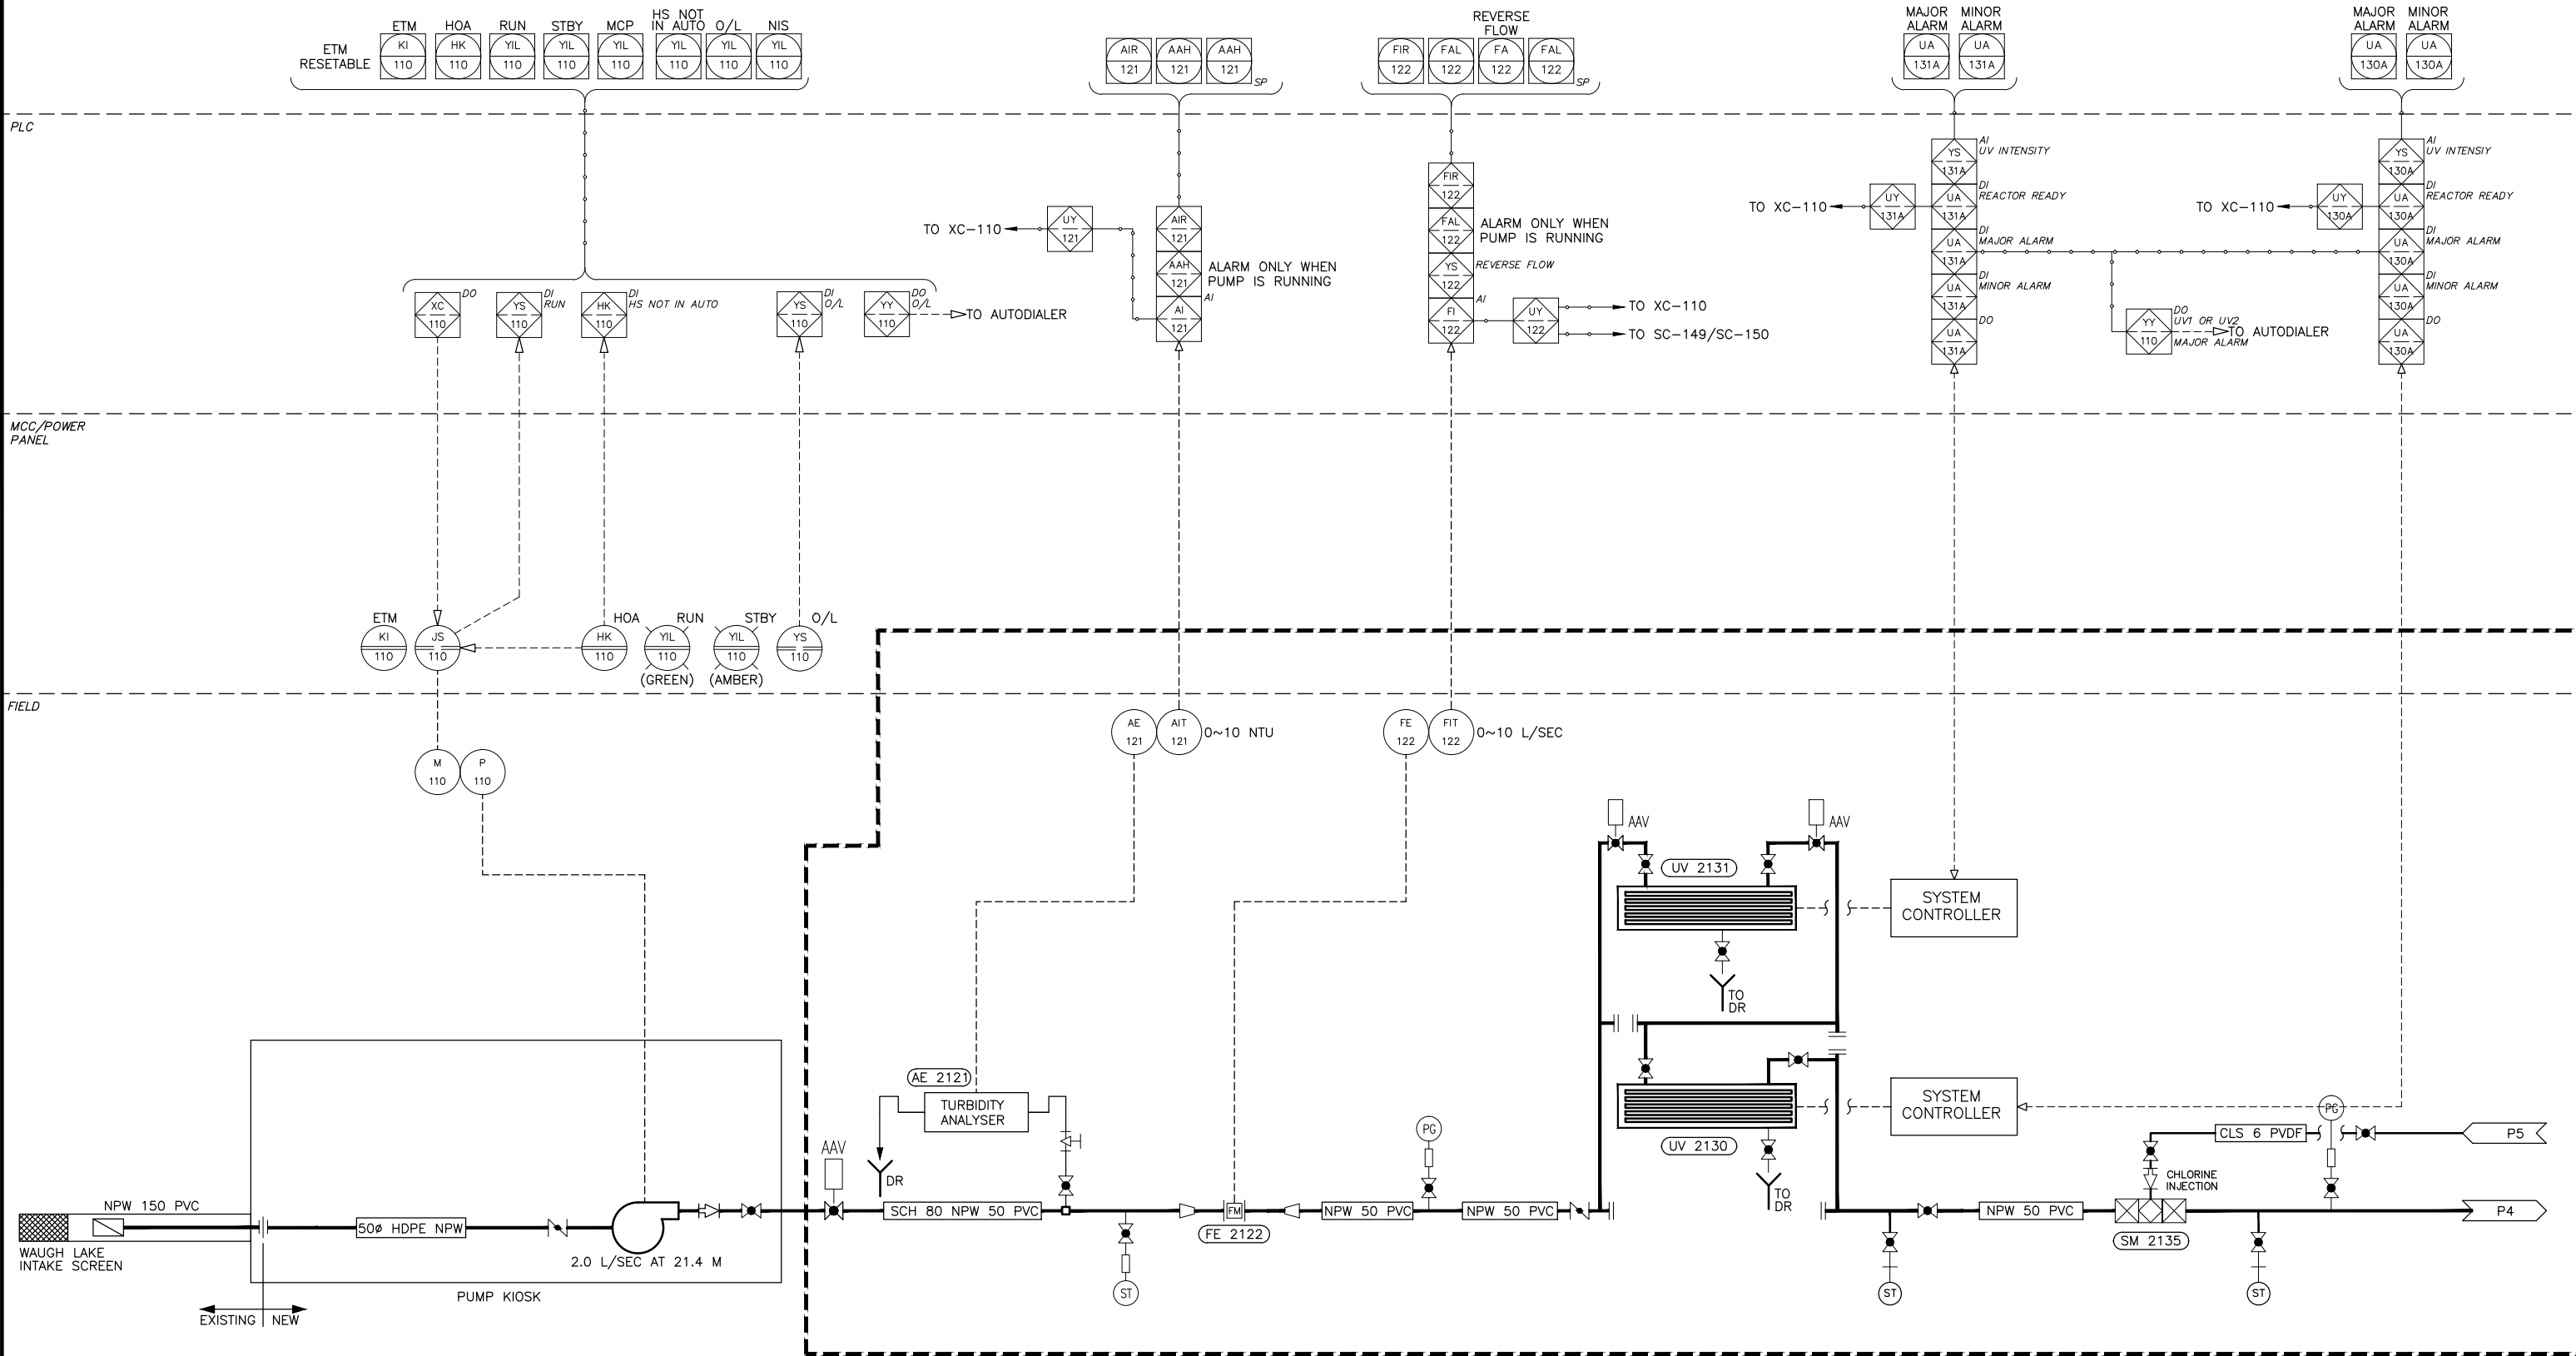 ETM
RESETABLE
ETM
KI
110
HOA
HK
110
RUN
YIL
110
STBY
YIL
110
MCP
YIL
110
HS NOT
IN AUTO
YIL
110
O/L
YIL
110
NIS
YIL
110
AIR
121
AAH
121
AAH
121
SP
REVERSE
FLOW
FIR
122
FAL
122
FA
122
FAL
122
SP
MAJOR
ALARM
UA
131A
MINOR
ALARM
UA
131A
MAJOR
ALARM
UA
130A
MINOR
ALARM
UA
130A
PLC
XC
110
DO
YS
110
DI
RUN
HK
110
DI
HS NOT IN AUTO
YS
110
DI
O/L
YY
110
DO
O/L
TO AUTODIALER
TO XC-110
UY
121
AIR
121
AAH
121
AI
121
AI
ALARM ONLY WHEN
PUMP IS RUNNING
FIR
122
FAL
122
YS
122
FI
122
ALARM ONLY WHEN
PUMP IS RUNNING
REVERSE FLOW
AI
UY
122
TO XC-110
TO SC-149/SC-150
TO XC-110
UY
131A
YS
131A
AI
UV INTENSITY
UA
131A
DI
REACTOR READY
UA
131A
DI
MAJOR ALARM
UA
131A
DI
MINOR ALARM
UA
131A
DO
YY
110
DO
UV1 OR UV2
MAJOR ALARM
TO AUTODIALER
TO XC-110
UY
130A
YS
130A
AI
UV INTENSIY
UA
130A
DI
REACTOR READY
UA
130A
DI
MAJOR ALARM
UA
130A
DI
MINOR ALARM
UA
130A
DO
MCC/POWER
PANEL
ETM
KI
110
JS
110
HOA
HK
110
RUN
YIL
110
(GREEN)
STBY
YIL
110
(AMBER)
O/L
YS
110
FIELD
M
110
P
110
AE
121
AIT
121
0~10 NTU
FE
122
FIT
122
0~10 L/SEC
AAV
AAV
UV 2131
SYSTEM
CONTROLLER
TO
DR
AE 2121
TURBIDITY
ANALYSER
DR
AAV
PG
UV 2130
SYSTEM
CONTROLLER
TO
DR
PG
CLS 6 PVDF
P5
CHLORINE
INJECTION
NPW 150 PVC
WAUGH LAKE
INTAKE SCREEN
50ø HDPE NPW
2.0 L/SEC AT 21.4 M
PUMP KIOSK
EXISTING
NEW
SCH 80 NPW 50 PVC
ST
FM
FE 2122
NPW 50 PVC
NPW 50 PVC
ST
NPW 50 PVC
SM 2135
ST
P4